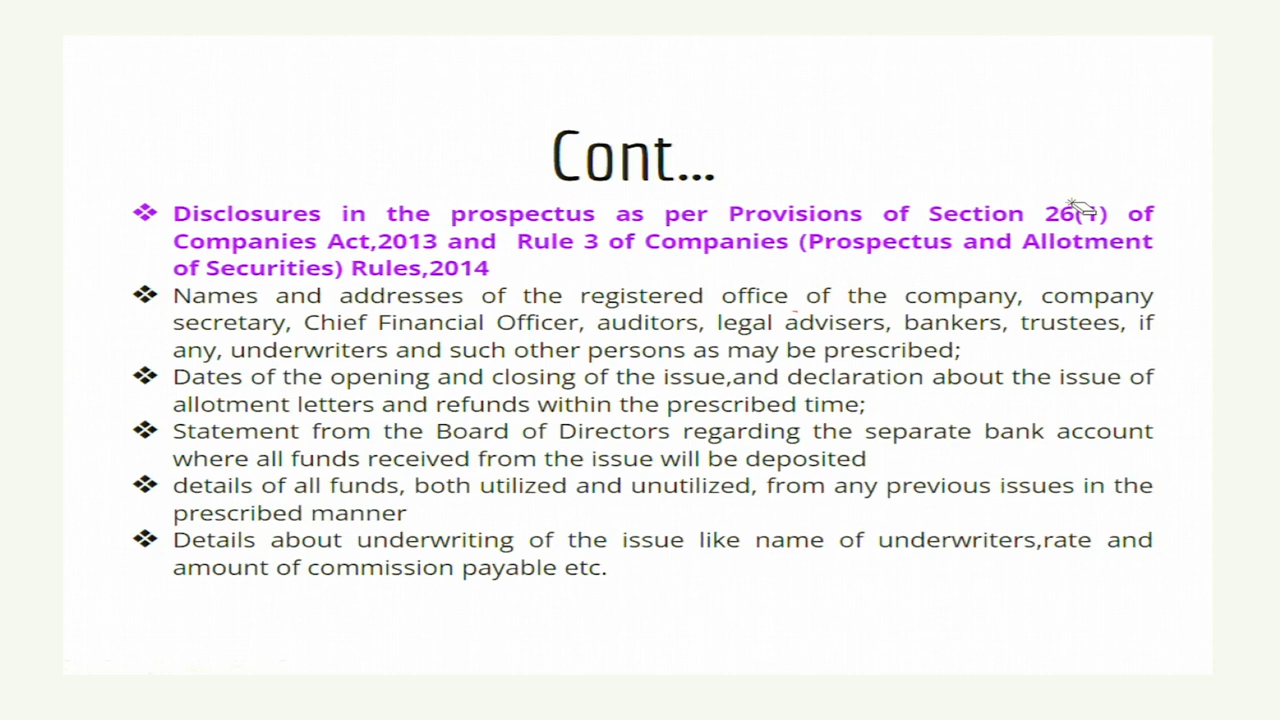 Cont...
❖ Disclosures in the prospectus as per Provisions of Section 26(1) of
Companies Act,2013 and Rule 3 of Companies (Prospectus and Allotment
of Securities) Rules,2014
❖ Names and addresses of the registered office of the company, company
secretary, Chief Financial Officer, auditors, legal advisers, bankers, trustees, if
any, underwriters and such other persons as may be prescribed;
❖ Dates of the opening and closing of the issue,and declaration about the issue of
allotment letters and refunds within the prescribed time;
❖ Statement from the Board of Directors regarding the separate bank account
where all funds received from the issue will be deposited
❖ details of all funds, both utilized and unutilized, from any previous issues in the
prescribed manner
❖ Details about underwriting of the issue like name of underwriters,rate and
amount of commission payable etc.